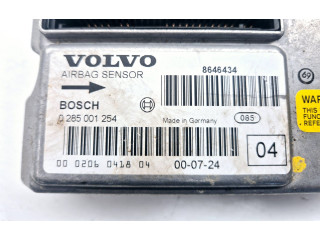 VOLVO
8646434
AIRBAG SENSOR
BOSCH
0 285 001 254
Made in Germany
085
00 0206 0418 04
00-07-24
04
69
WAR
THIS
FUNC
REFE